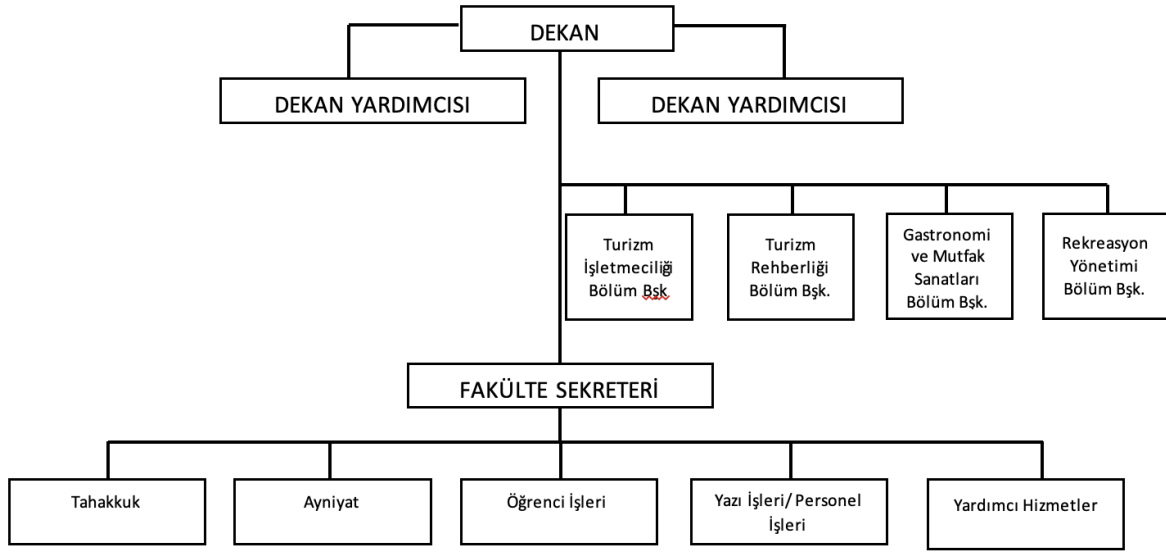 DEKAN
DEKAN YARDIMCISI
DEKAN YARDIMCISI
Turizm
İşletmeciliği
Bölüm Bşk
Turizm
Rehberliği
Bölüm Bşk.
Gastronomi
ve Mutfak
Sanatları
Bölüm Bşk.
Rekreasyon
Yönetimi
Bölüm Bşk.
FAKÜLTE SEKRETERİ
Tahakkuk
Ayniyat
Öğrenci İşleri
Yazı İşleri/ Personel
İşleri
Yardımcı Hizmetler